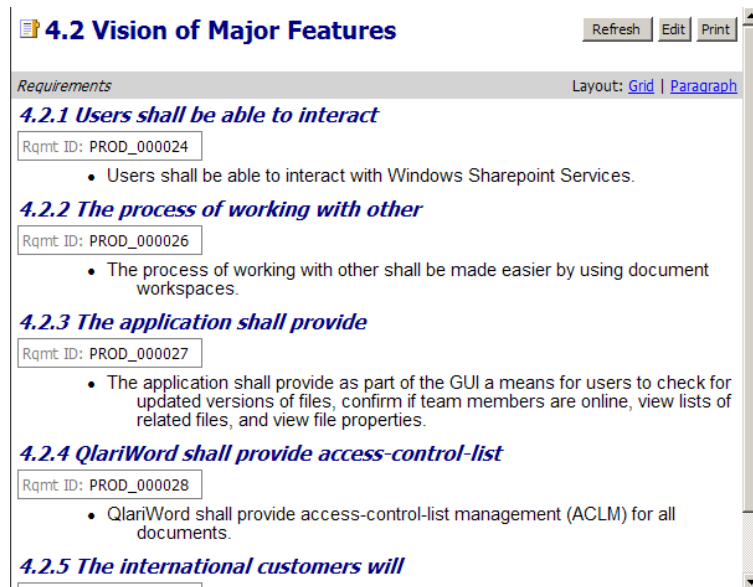 4.2 Vision of Major Features
Refresh Edit Print
Requirements Layout: Grid | Paragraph
4.2.1 Users shall be able to interact
Rqmt ID: PROD_000024
• Users shall be able to interact with Windows Sharepoint Services.
4.2.2 The process of working with other
Rqmt ID: PROD_000026
• The process of working with other shall be made easier by using document
workspaces.
4.2.3 The application shall provide
Rqmt ID: PROD_000027
• The application shall provide as part of the GUI a means for users to check for
updated versions of files, confirm if team members are online, view lists of
related files, and view file properties.
4.2.4 QlariWord shall provide access-control-list
Rqmt ID: PROD_000028
• QlariWord shall provide access-control-list management (ACLM) for all
documents.
4.2.5 The international customers will